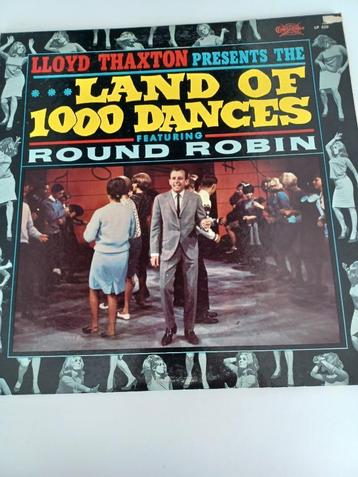 LLOYD THAXTON PRESENTS THE
LAND OF
1000 DANCES
FEATURING
ROUND ROBIN